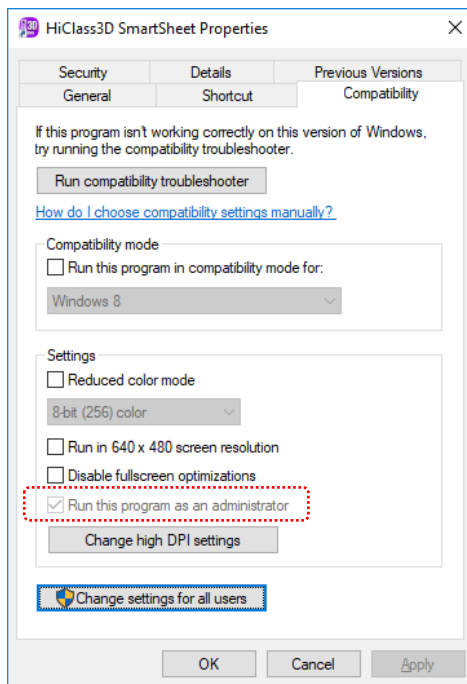 HiClass3D SmartSheet Properties
Security Details Previous Versions
General Shortcut Compatibility
If this program isn't working correctly on this version of Windows,
try running the compatibility troubleshooter.
Run compatibility troubleshooter
How do I choose compatibility settings manually?
Compatibility mode
Run this program in compatibility mode for:
Windows 8
Settings
Reduced color mode
8-bit (256) color
Run in 640 x 480 screen resolution
Disable fullscreen optimizations
Run this program as an administrator
Change high DPI settings
Change settings for all users
OK Cancel Apply